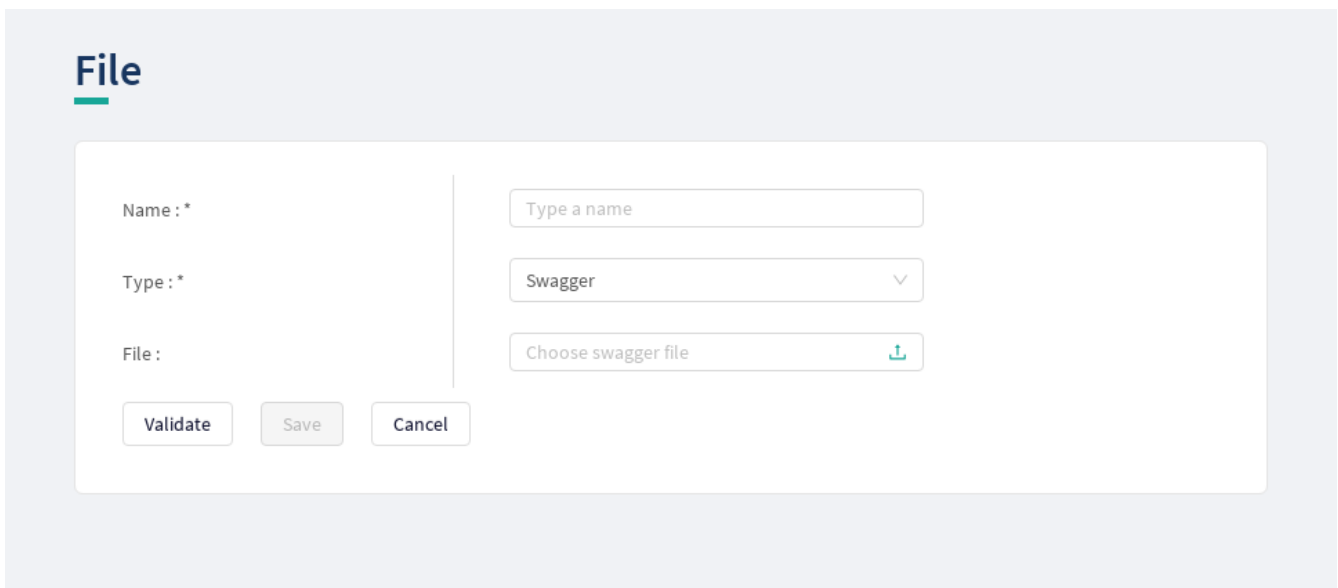 File
Name : *
Type a name
Type : *
Swagger
File :
Choose swagger file
Validate
Save
Cancel